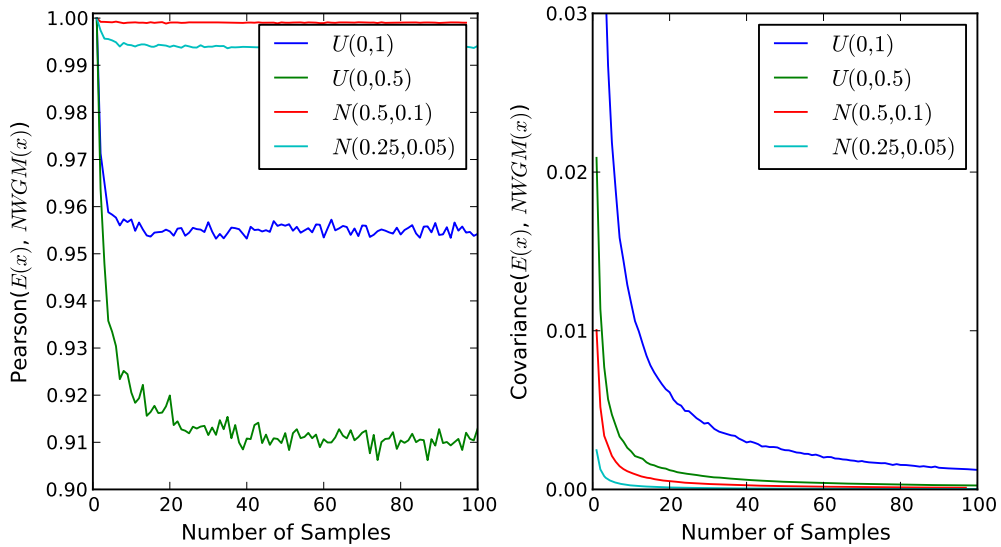 Pearson(E(x), NWGM(x))
1.00
0.99
0.98
0.97
0.96
0.95
0.94
0.93
0.92
0.91
0.90
0
20
40
60
80
100
Number of Samples
U(0,1)
U(0,0.5)
N(0.5,0.1)
N(0.25,0.05)
Covariance(E(x), NWGM(x))
0.03
0.02
0.01
0.00
0
20
40
60
80
100
Number of Samples
U(0,1)
U(0,0.5)
N(0.5,0.1)
N(0.25,0.05)